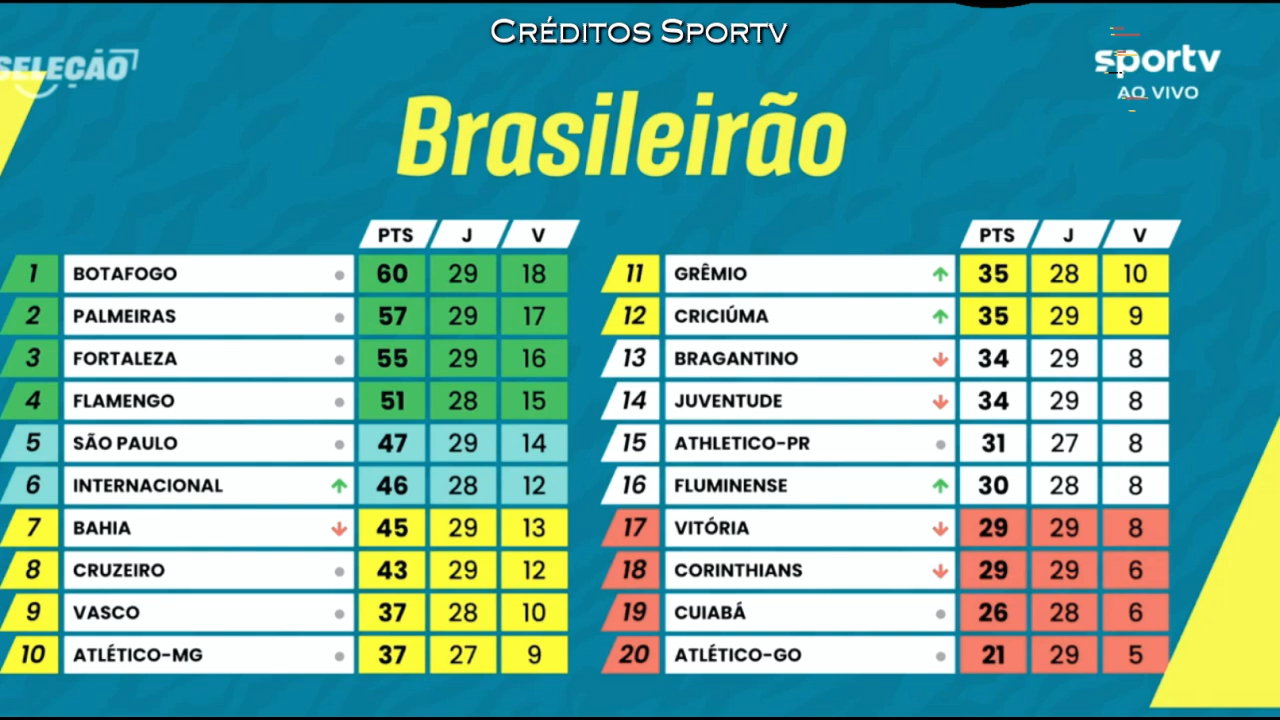 CRÉDITOS SPORTV
SELEÇÃO
sportv
AO VIVO
Brasileirão
PTS J V
1 BOTAFOGO 60 29 18
2 PALMEIRAS 57 29 17
3 FORTALEZA 55 29 16
4 FLAMENGO 51 28 15
5 SÃO PAULO 47 29 14
6 INTERNACIONAL 46 28 12
7 BAHIA 45 29 13
8 CRUZEIRO 43 29 12
9 VASCO 37 28 10
10 ATLÉTICO-MG 37 27 9
PTS J V
11 GRÊMIO 35 28 10
12 CRICIÚMA 35 29 9
13 BRAGANTINO 34 29 8
14 JUVENTUDE 34 29 8
15 ATHLETICO-PR 31 27 8
16 FLUMINENSE 30 28 8
17 VITÓRIA 29 29 8
18 CORINTHIANS 29 29 6
19 CUIABÁ 26 28 6
20 ATLÉTICO-GO 21 29 5